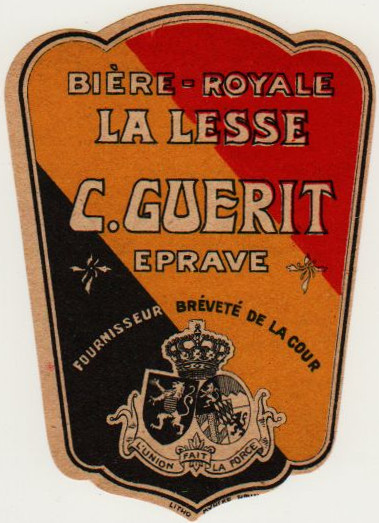 BIÈRE - ROYALE
LA LESSE
C. GUERIT
EPRAVE
FOURNISSEUR BRÉVETÉ DE LA COUR
L'UNION FAIT LA FORCE
LITHO